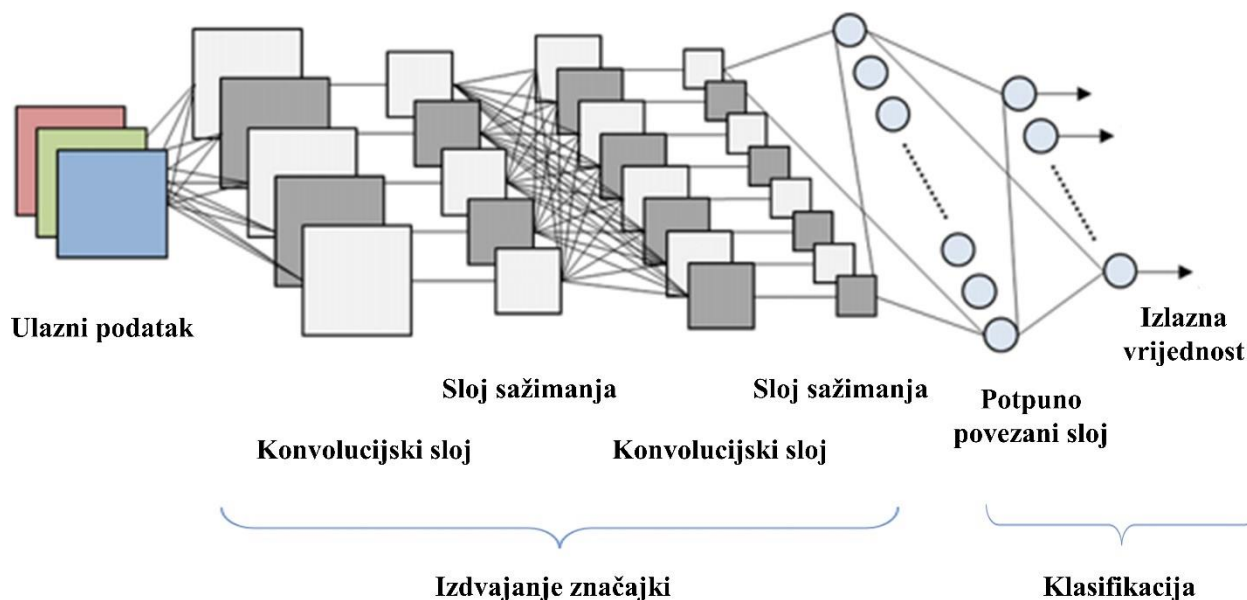 Ulazni podatak
Izlazna
vrijednost
Sloj sažimanja
Sloj sažimanja
Potpuno
povezani sloj
Konvolucijski sloj
Konvolucijski sloj
Izdvajanje značajki
Klasifikacija